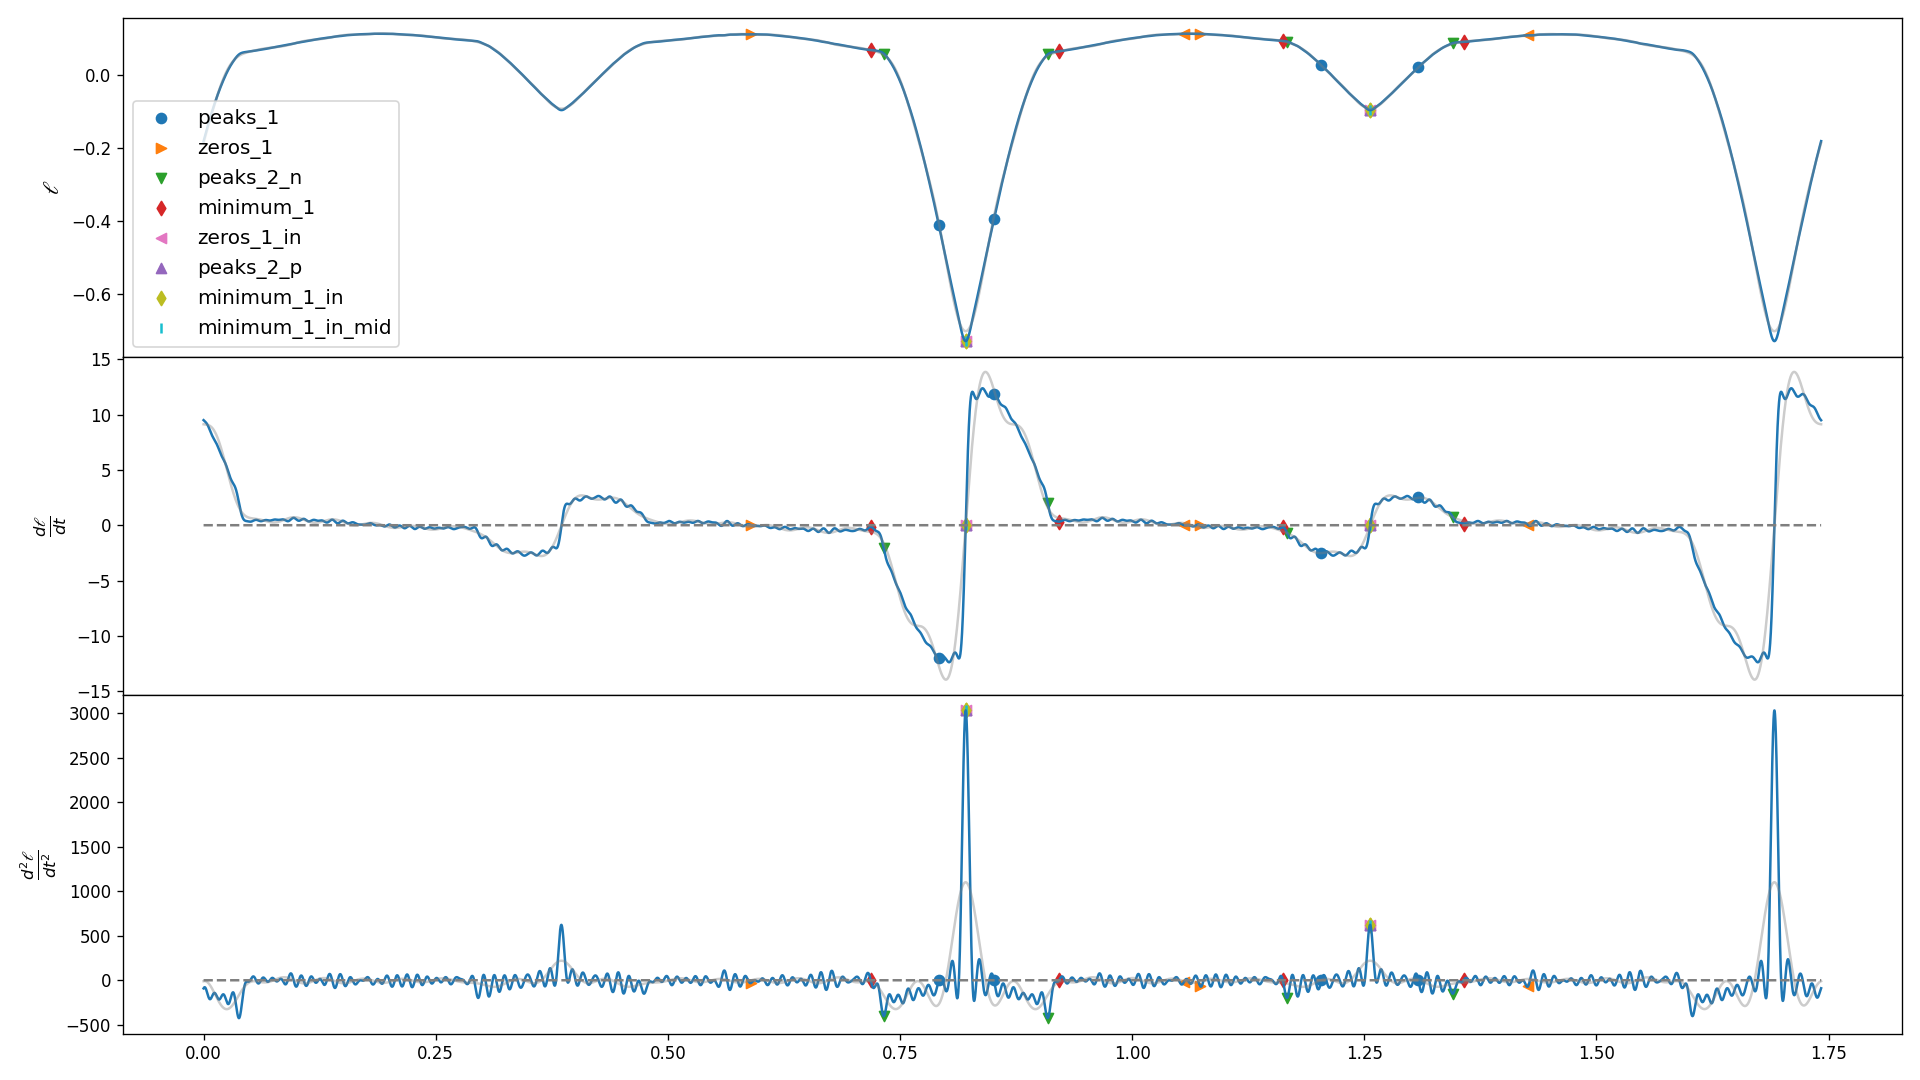 0.0
−0.2
−0.4
−0.6
ℓ
peaks_1
zeros_1
peaks_2_n
minimum_1
zeros_1_in
peaks_2_p
minimum_1_in
minimum_1_in_mid
15
10
5
0
−5
−10
−15
dℓ
dt
3000
2500
2000
1500
1000
500
0
−500
d²ℓ
dt²
0.00 0.25 0.50 0.75 1.00 1.25 1.50 1.75